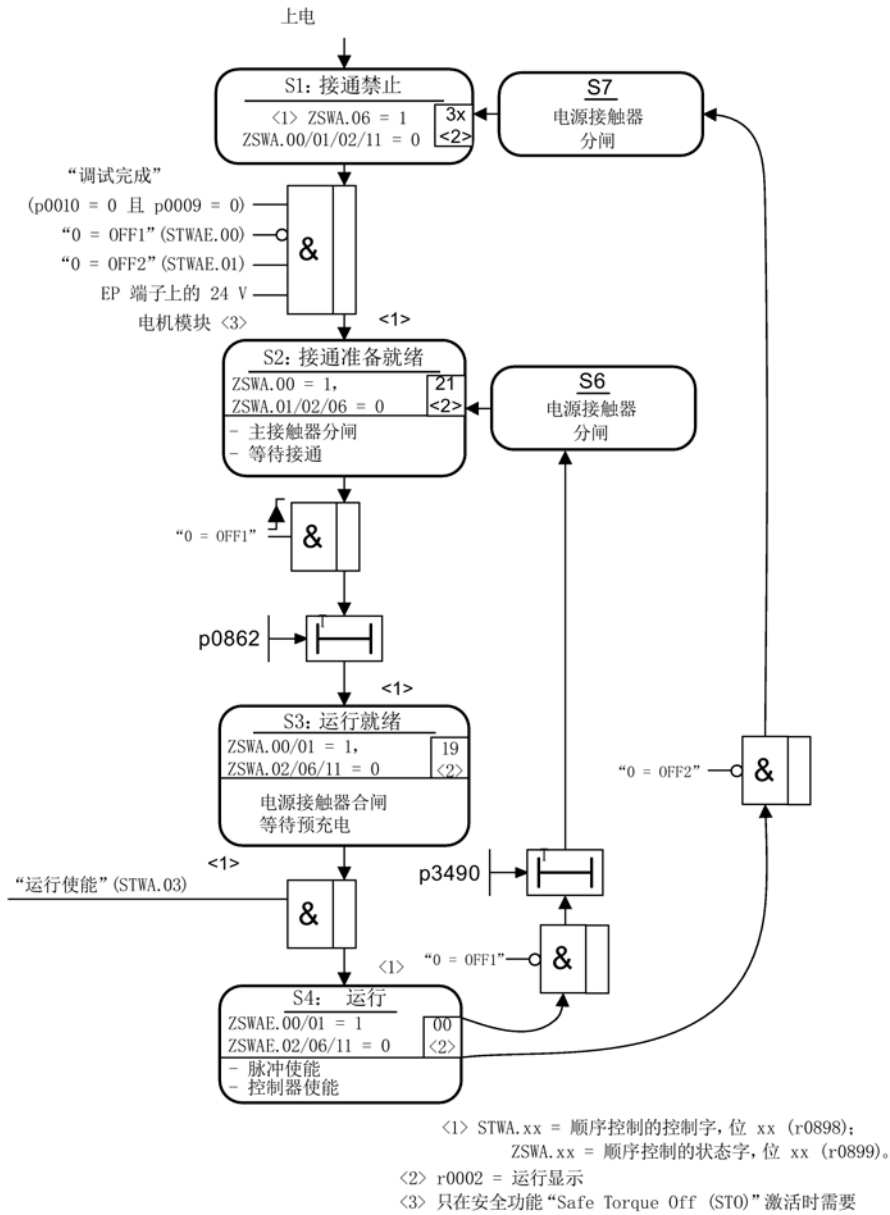 上电
S1: 接通禁止
<1> ZSWA.06 = 1
ZSWA.00/01/02/11 = 0
3x
<2>
S7
电源接触器
分闸
“调试完成”
(p0010 = 0 且 p0009 = 0)
“0 = OFF1”(STWAE.00)
“0 = OFF2”(STWAE.01)
EP 端子上的 24 V
电机模块 <3>
&
<1>
S2: 接通准备就绪
ZSWA.00 = 1,
ZSWA.01/02/06 = 0
21
<2>
- 主接触器分闸
- 等待接通
S6
电源接触器
分闸
“0 = OFF1”
&
p0862
T
<1>
S3: 运行就绪
ZSWA.00/01 = 1,
ZSWA.02/06/11 = 0
19
<2>
电源接触器合闸
等待预充电
“0 = OFF2”
&
<1>
“运行使能”(STWA.03)
&
p3490
T
<1>
“0 = OFF1”
&
S4: 运行
ZSWAE.00/01 = 1
ZSWAE.02/06/11 = 0
00
<2>
- 脉冲使能
- 控制器使能
<1> STWA.xx = 顺序控制的控制字, 位 xx (r0898);
ZSWA.xx = 顺序控制的状态字, 位 xx (r0899)。
<2> r0002 = 运行显示
<3> 只在安全功能“Safe Torque Off (STO)”激活时需要